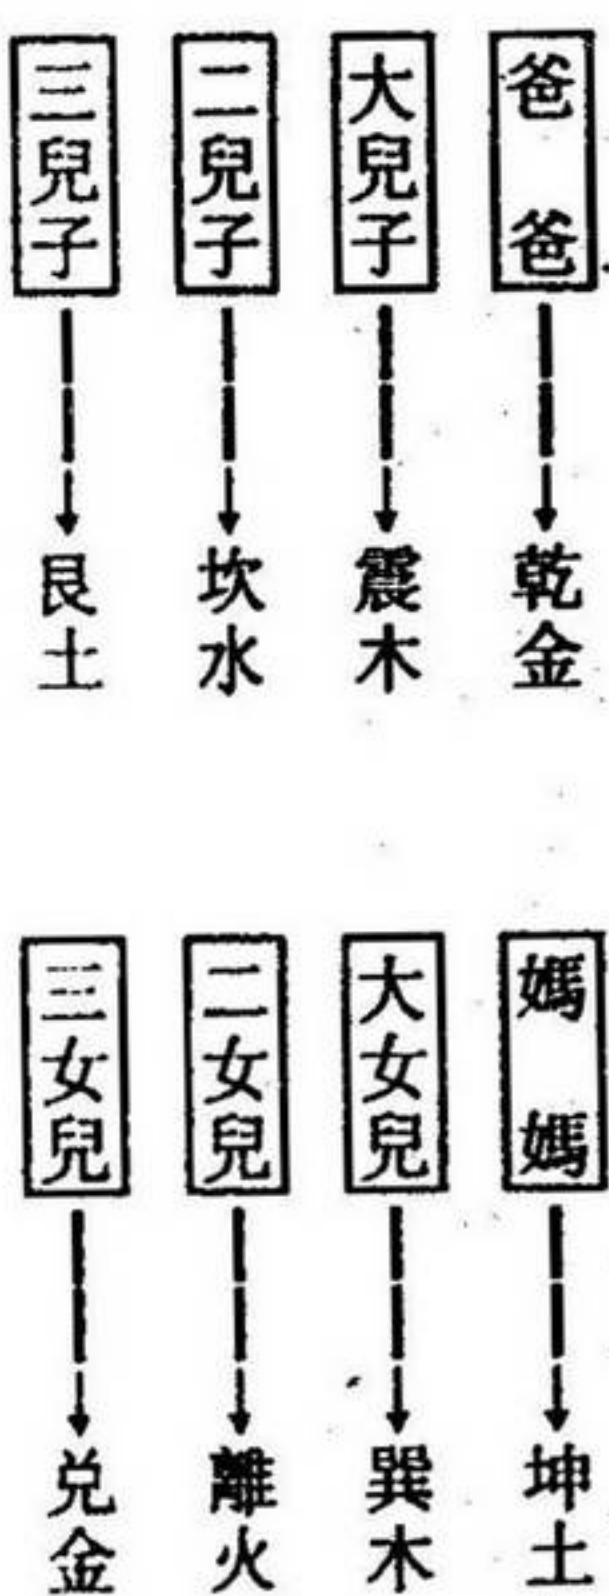 爸爸
乾金
大兒子
震木
二兒子
坎水
三兒子
艮土
媽媽
坤土
大女兒
巽木
二女兒
離火
三女兒
兌金